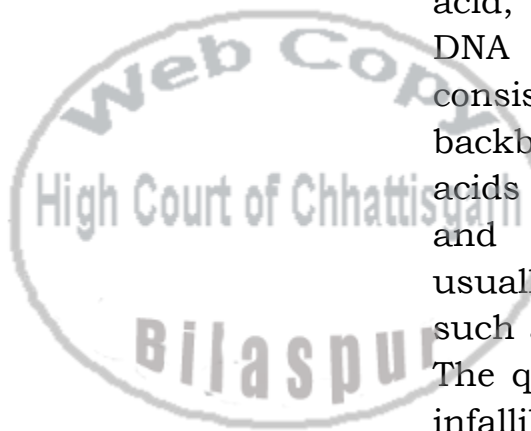 Web Copy
High Court of Chhattisgarh
Bilaspur
acid,
DNA
consis
backb
acids
and
usuall
such
The q
infalli